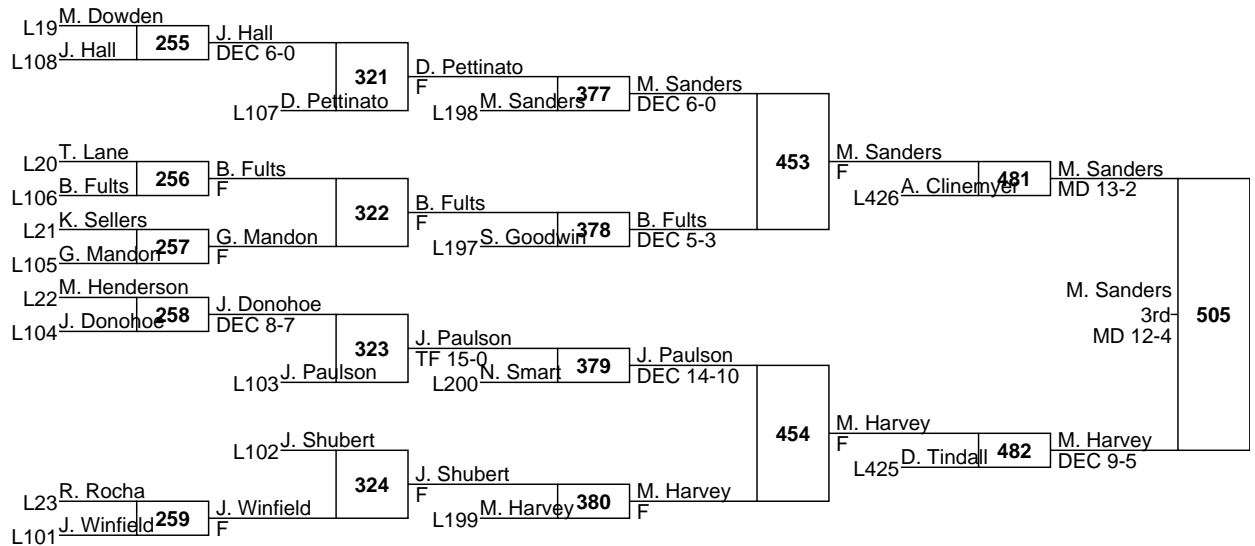 M. Dowden
L19
255
J. Hall
J. Hall
L108
DEC 6-0
321
D. Pettinato
F
D. Pettinato
L107
M. Sanders
L198
377
M. Sanders
DEC 6-0
453
M. Sanders
F
A. Clinemyer
L426
481
M. Sanders
MD 13-2
T. Lane
L20
256
B. Fults
B. Fults
L106
F
322
B. Fults
F
K. Sellers
L21
257
G. Mandon
G. Mandon
L105
F
S. Goodwin
L197
378
B. Fults
DEC 5-3
M. Henderson
L22
258
J. Donohoe
J. Donohoe
L104
DEC 8-7
323
J. Paulson
TF 15-0
J. Paulson
L103
N. Smart
L200
379
J. Paulson
DEC 14-10
M. Sanders
3rd
MD 12-4
505
454
M. Harvey
F
D. Tindall
L425
482
M. Harvey
DEC 9-5
J. Shubert
L102
324
J. Shubert
F
R. Rocha
L23
259
J. Winfield
J. Winfield
L101
F
M. Harvey
L199
380
M. Harvey
F